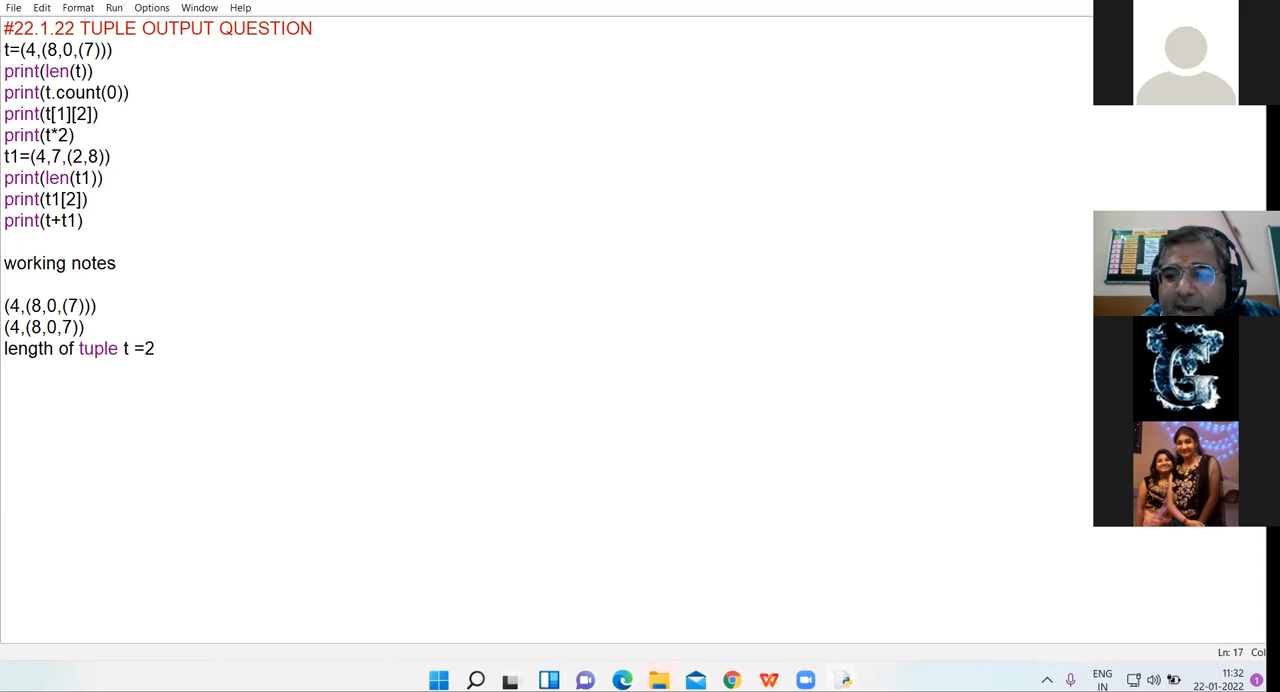 File Edit Format Run Options Window Help
#22.1.22 TUPLE OUTPUT QUESTION
t=(4,(8,0,(7)))
print(len(t))
print(t.count(0))
print(t[1][2])
print(t*2)
t1=(4,7,(2,8))
print(len(t1))
print(t1[2])
print(t+t1)
working notes
(4,(8,0,(7)))
(4,(8,0,7))
length of tuple t =2
Ln: 17 Col
ENG
IN
11:32
22-01-2022
1